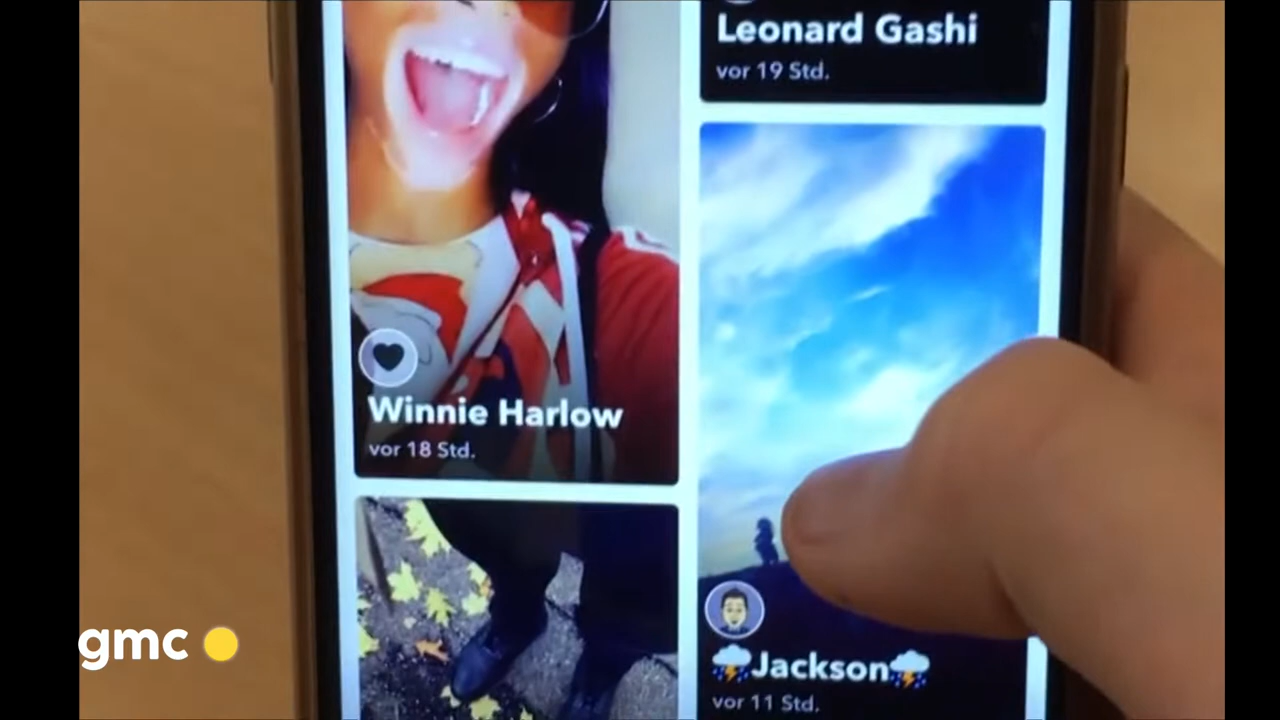 Leonard Gashi
vor 19 Std.
Winnie Harlow
vor 18 Std.
⛈️Jackson⛈️
vor 11 Std.
gmc